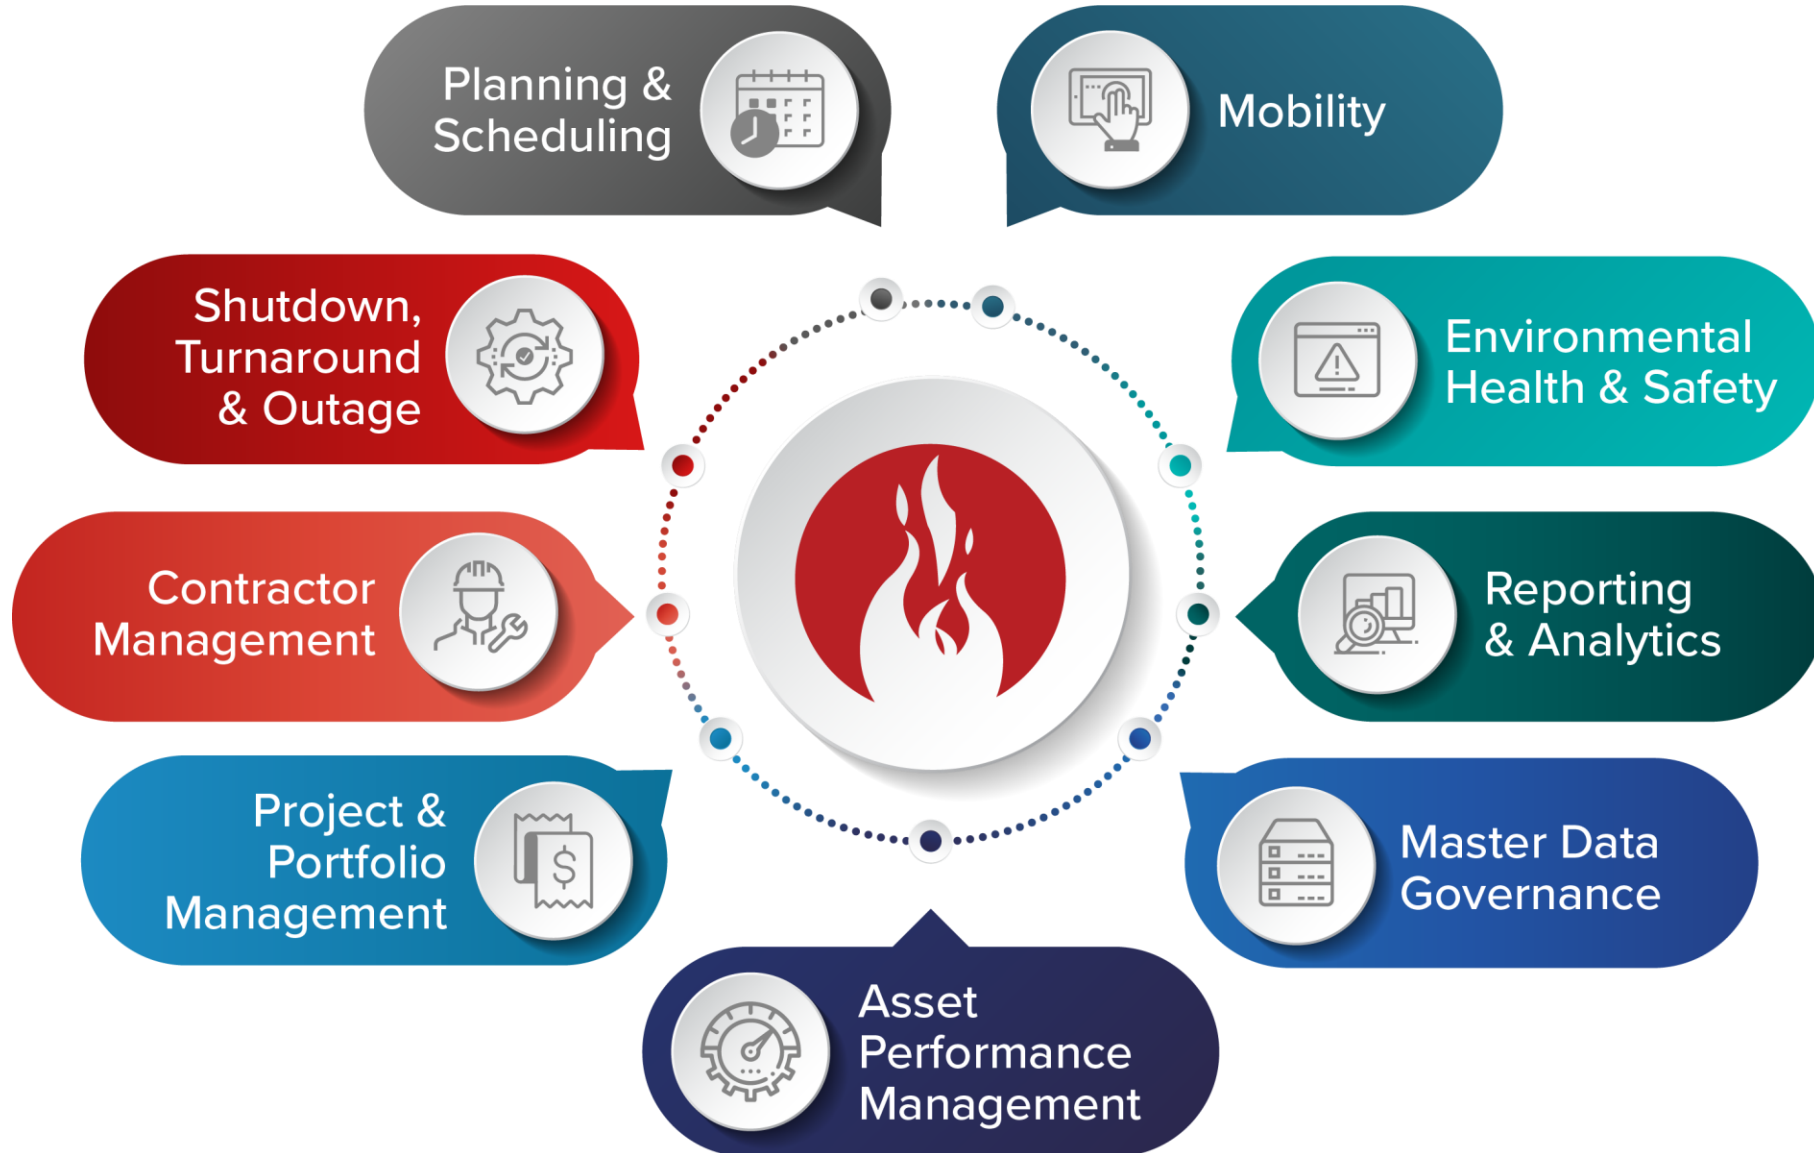 Planning &
Scheduling
Mobility
Shutdown,
Turnaround
& Outage
Environmental
Health & Safety
Contractor
Management
Reporting
& Analytics
Project &
Portfolio
Management
$
Master Data
Governance
Asset
Performance
Management